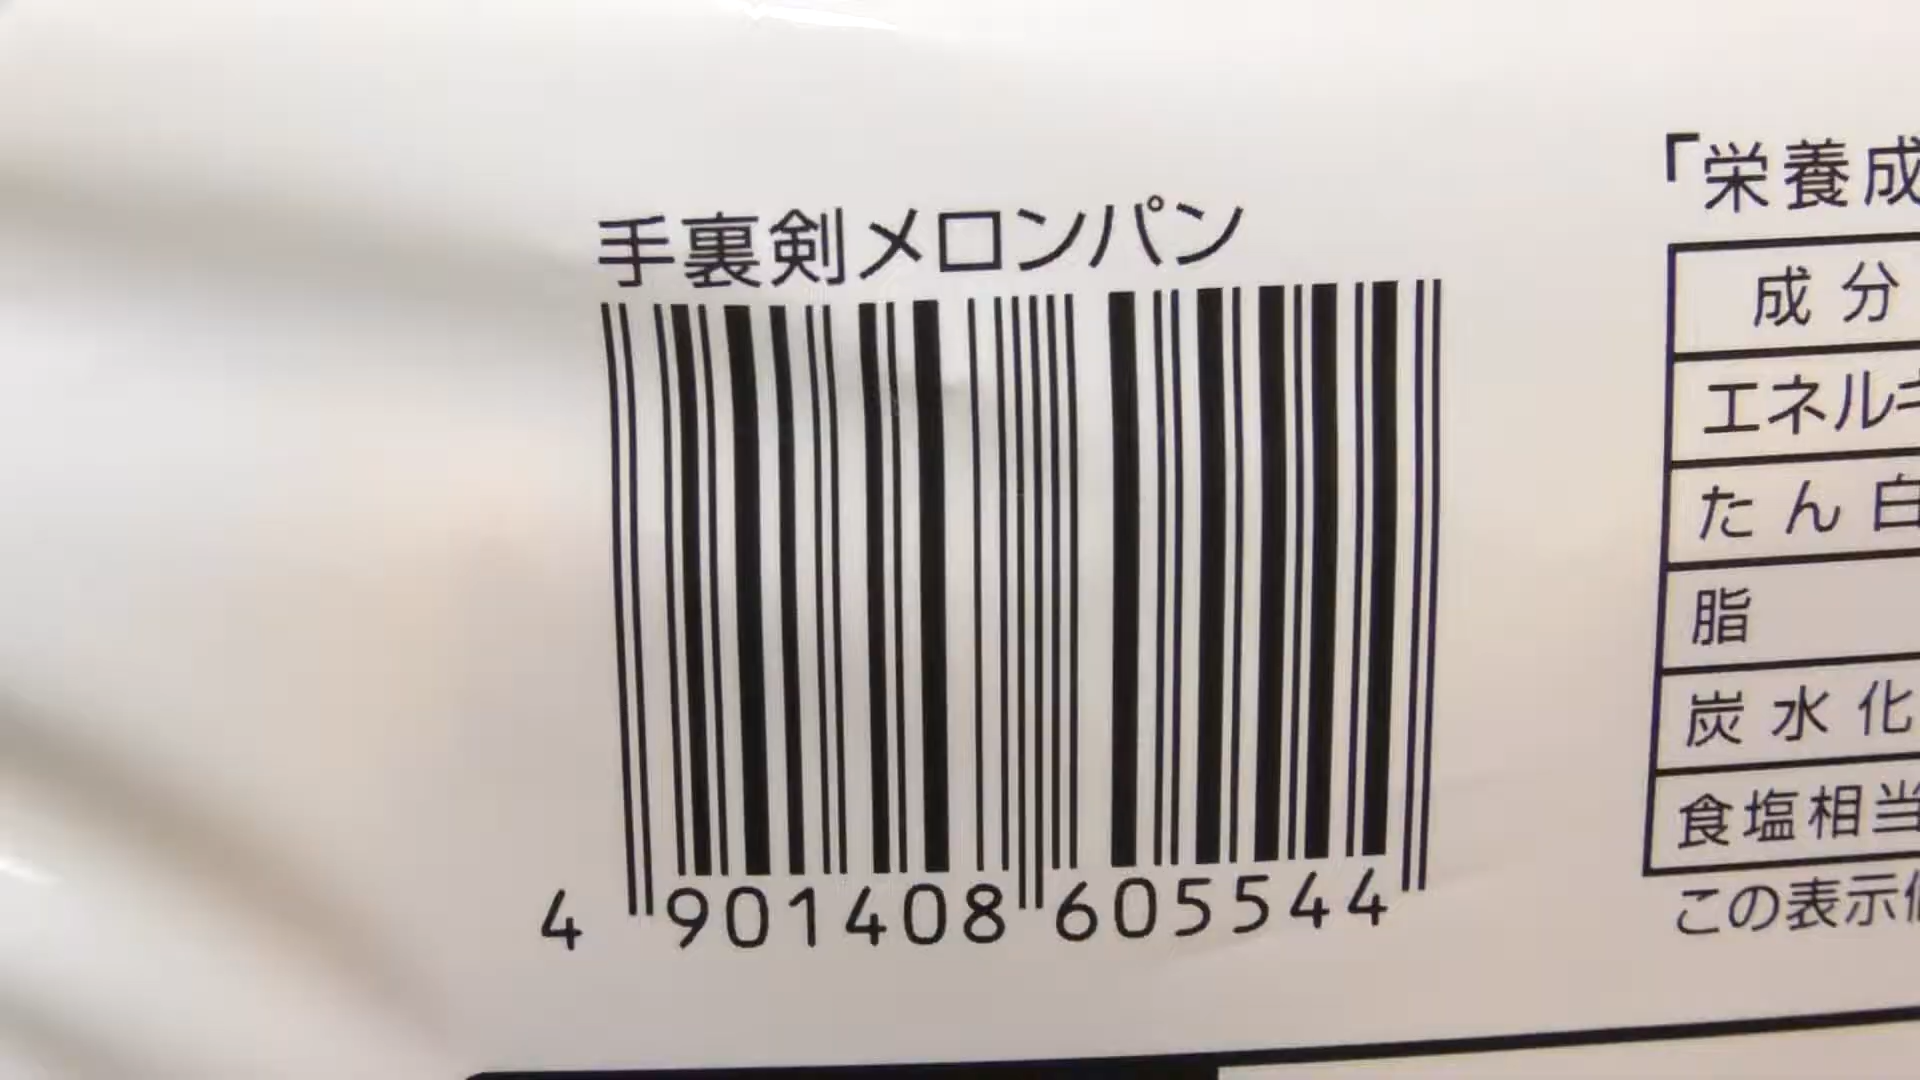 手裏剣メロンパン
4 901408 605544
「栄養成
成分
エネルギ
たん白
脂
炭水化
食塩相当
この表示